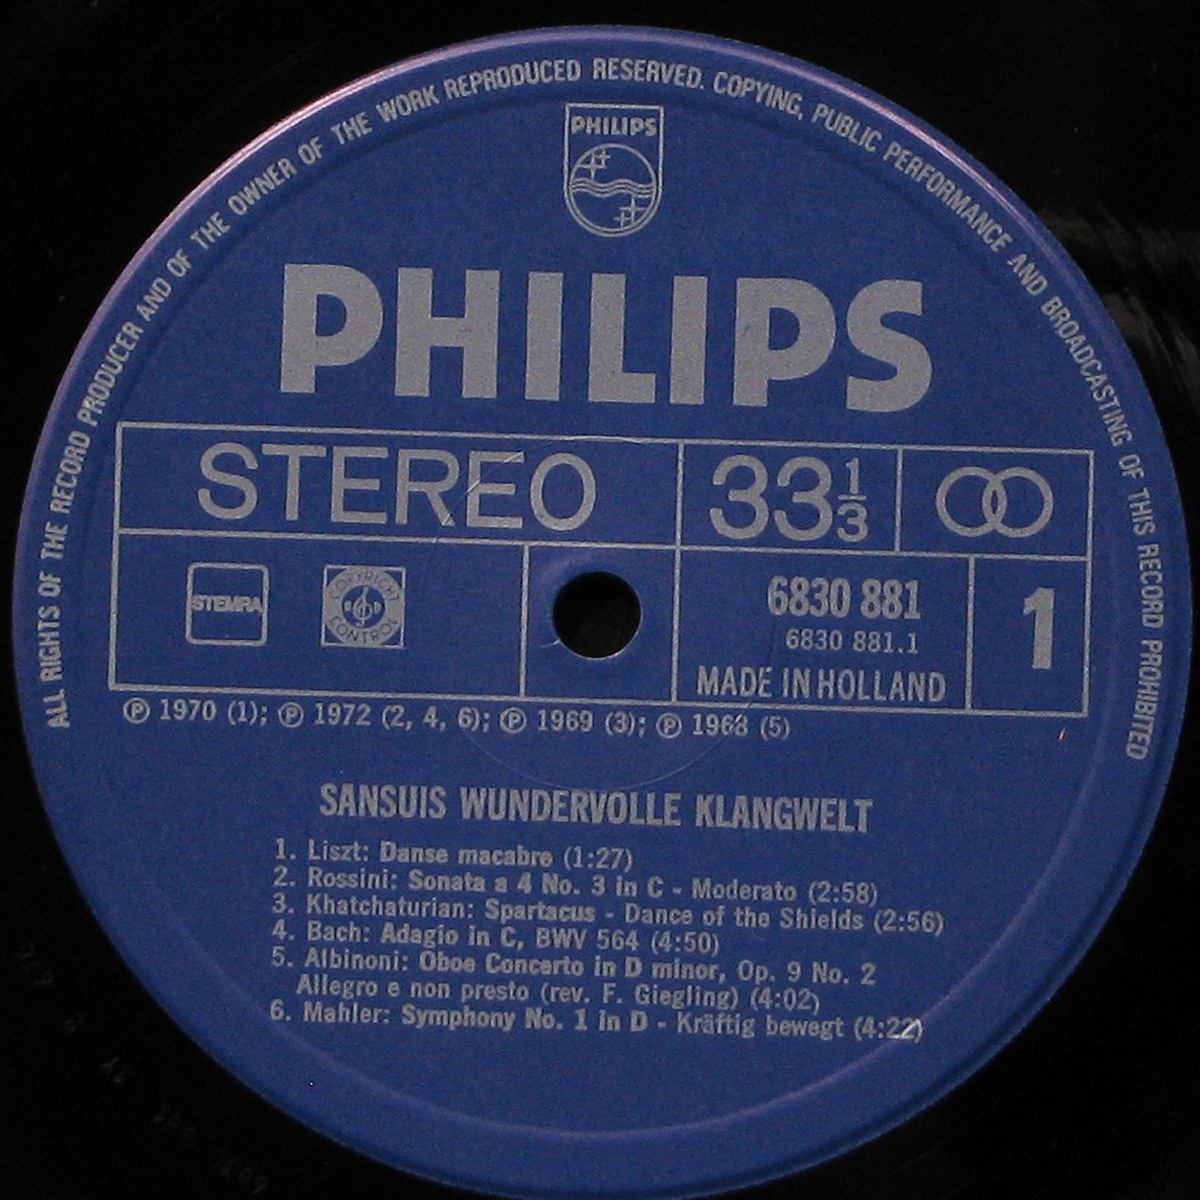 ALL RIGHTS OF THE RECORD PRODUCER AND OF THE OWNER OF THE WORK REPRODUCED RESERVED. COPYING, PUBLIC PERFORMANCE AND BROADCASTING OF THIS RECORD PROHIBITED
PHILIPS
PHILIPS
STEREO 33 1/3
STEMRA COPYRIGHT CONTROL
6830 881
6830 881.1
MADE IN HOLLAND
1
℗ 1970 (1); ℗ 1972 (2, 4, 6); ℗ 1969 (3); ℗ 1968 (5)
SANSUIS WUNDERVOLLE KLANGWELT
1. Liszt: Danse macabre (1:27)
2. Rossini: Sonata a 4 No. 3 in C - Moderato (2:58)
3. Khatchaturian: Spartacus - Dance of the Shields (2:56)
4. Bach: Adagio in C, BWV 564 (4:50)
5. Albinoni: Oboe Concerto in D minor, Op. 9 No. 2
Allegro e non presto (rev. F. Giegling) (4:02)
6. Mahler: Symphony No. 1 in D - Kräftig bewegt (4:22)